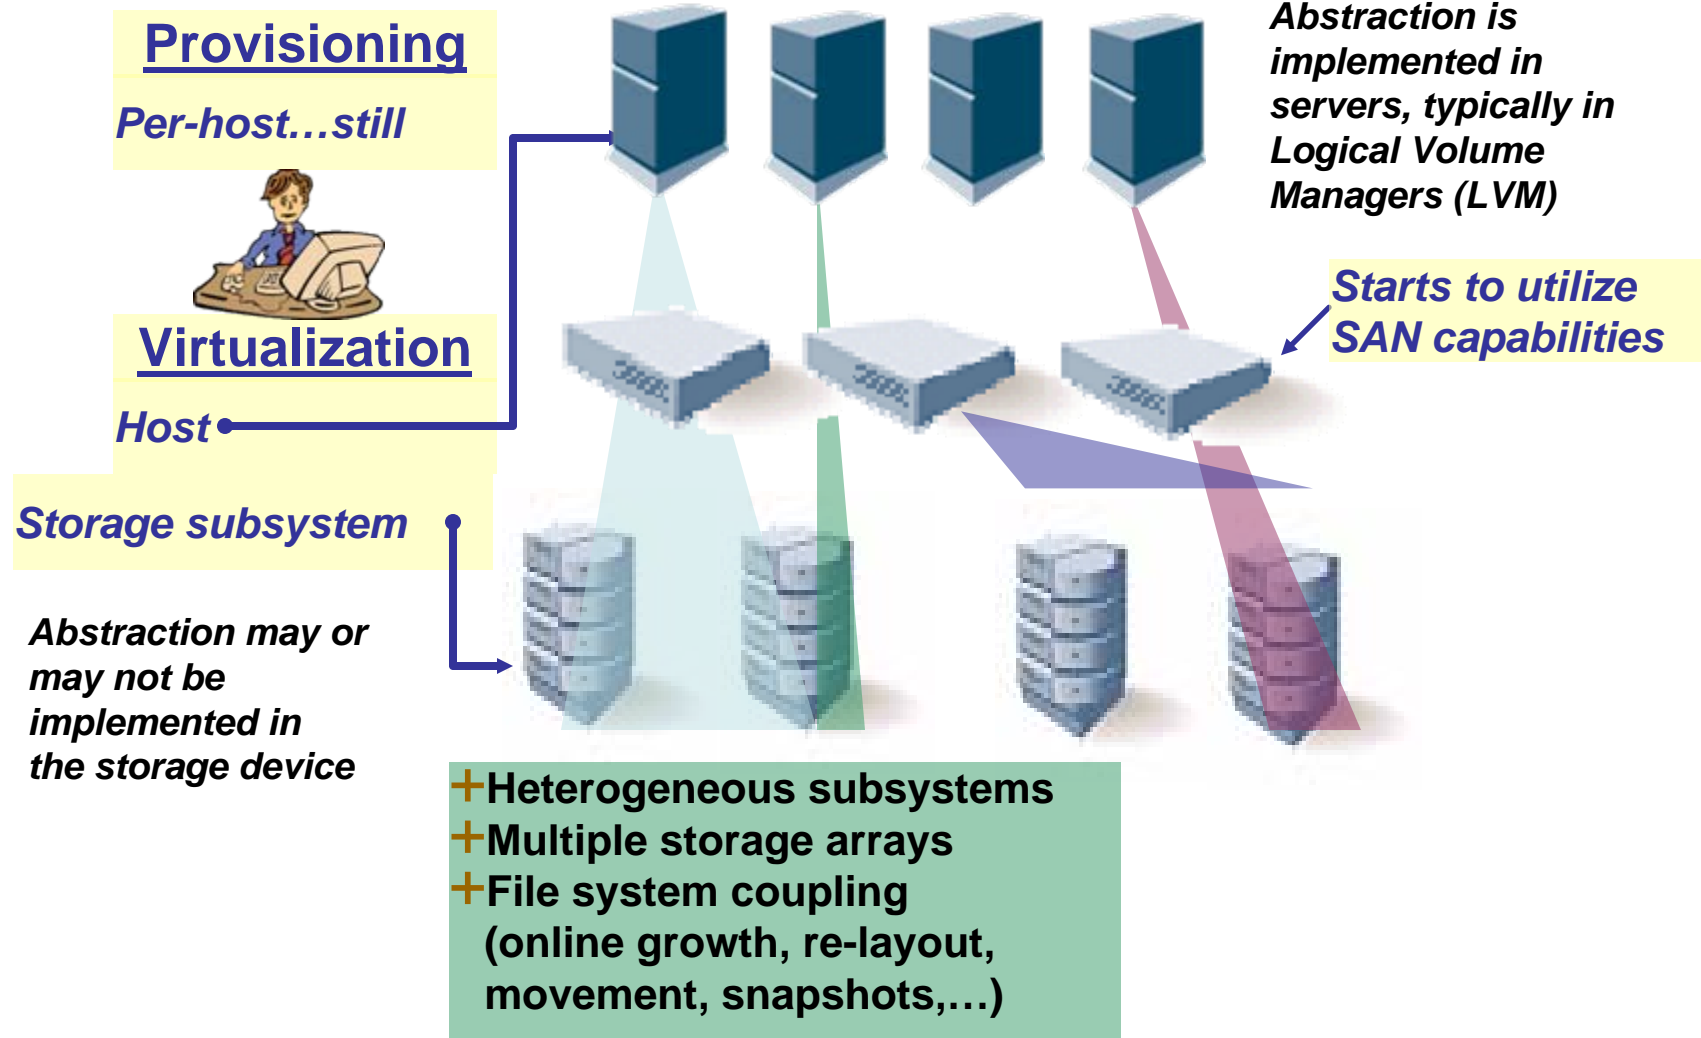 Provisioning
Per-host…still
Virtualization
Host
Storage subsystem
Abstraction may or
may not be
implemented in
the storage device
Abstraction is
implemented in
servers, typically in
Logical Volume
Managers (LVM)
Starts to utilize
SAN capabilities
+Heterogeneous subsystems
+Multiple storage arrays
+File system coupling
(online growth, re-layout,
movement, snapshots,…)